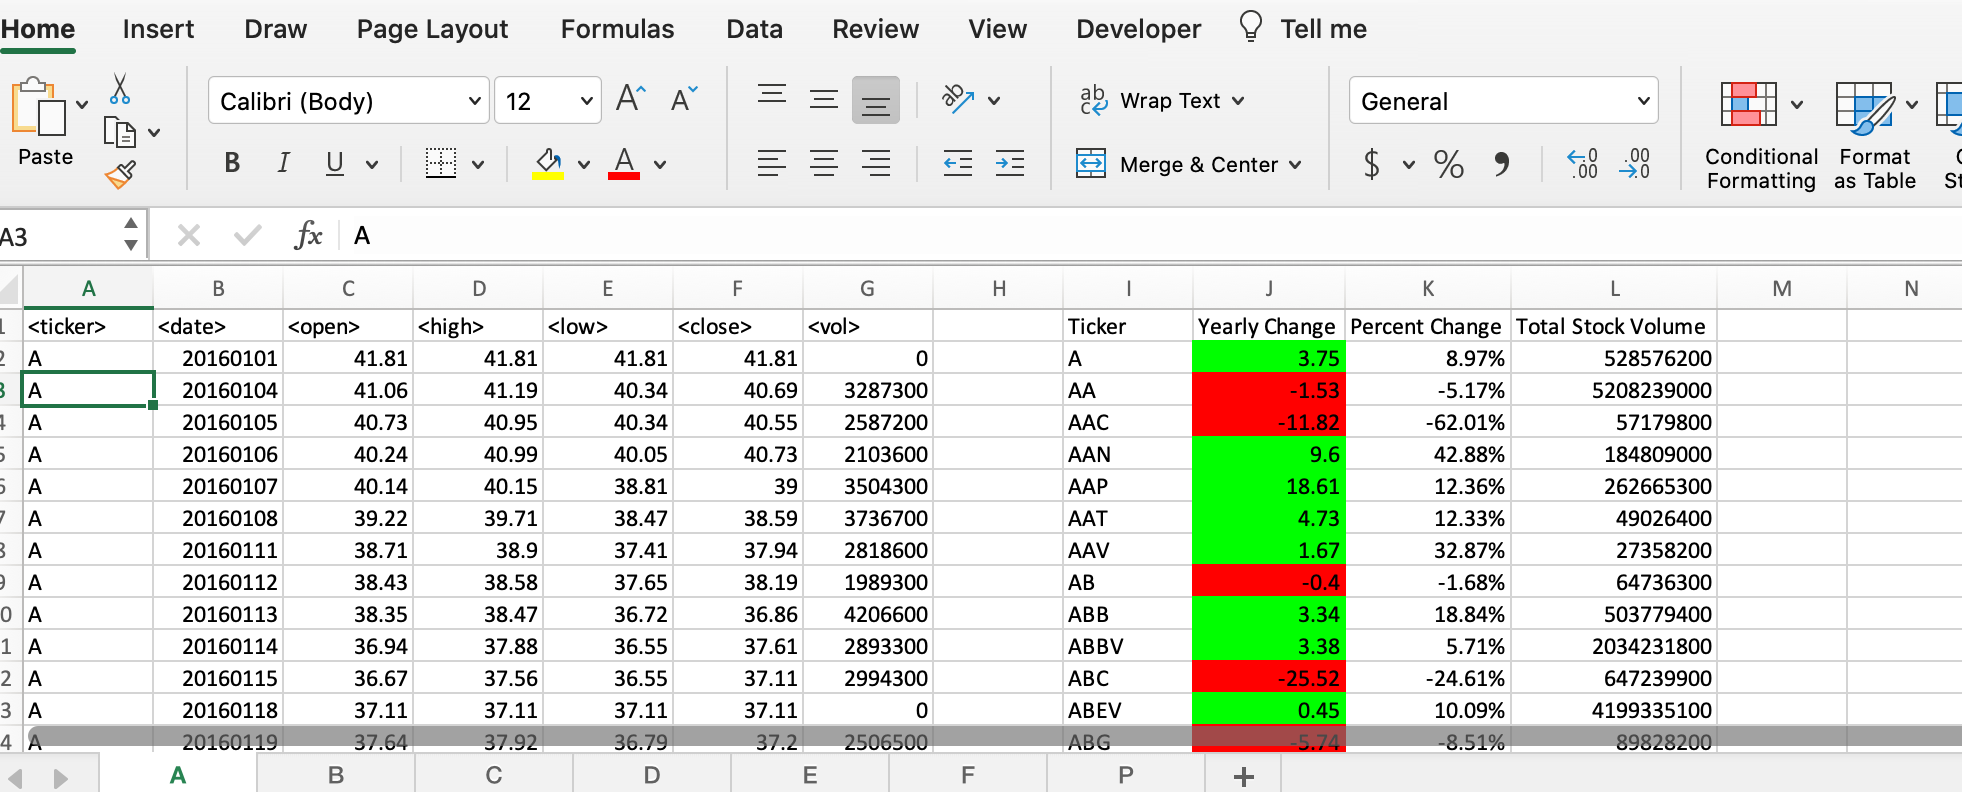 Home Insert Draw Page Layout Formulas Data Review View Developer Tell me
Calibri (Body) 12 A A ab Wrap Text General
Paste B I U A Merge & Center $ % Conditional Formatting Format as Table
A3 fx A
A B C D E F G H I J K L M N
1 <ticker> <date> <open> <high> <low> <close> <vol> Ticker Yearly Change Percent Change Total Stock Volume
2 A 20160101 41.81 41.81 41.81 41.81 0 A 3.75 8.97% 528576200
3 A 20160104 41.06 41.19 40.34 40.69 3287300 AA -1.53 -5.17% 5208239000
4 A 20160105 40.73 40.95 40.34 40.55 2587200 AAC -11.82 -62.01% 57179800
5 A 20160106 40.24 40.99 40.05 40.73 2103600 AAN 9.6 42.88% 184809000
6 A 20160107 40.14 40.15 38.81 39 3504300 AAP 18.61 12.36% 262665300
7 A 20160108 39.22 39.71 38.47 38.59 3736700 AAT 4.73 12.33% 49026400
8 A 20160111 38.71 38.9 37.41 37.94 2818600 AAV 1.67 32.87% 27358200
9 A 20160112 38.43 38.58 37.65 38.19 1989300 AB -0.4 -1.68% 64736300
0 A 20160113 38.35 38.47 36.72 36.86 4206600 ABB 3.34 18.84% 503779400
1 A 20160114 36.94 37.88 36.55 37.61 2893300 ABBV 3.38 5.71% 2034231800
2 A 20160115 36.67 37.56 36.55 37.11 2994300 ABC -25.52 -24.61% 647239900
3 A 20160118 37.11 37.11 37.11 37.11 0 ABEV 0.45 10.09% 4199335100
4 A 20160119 37.64 37.92 36.79 37.2 2506500 ABG -5.74 -8.51% 89828200
A B C D E F P +